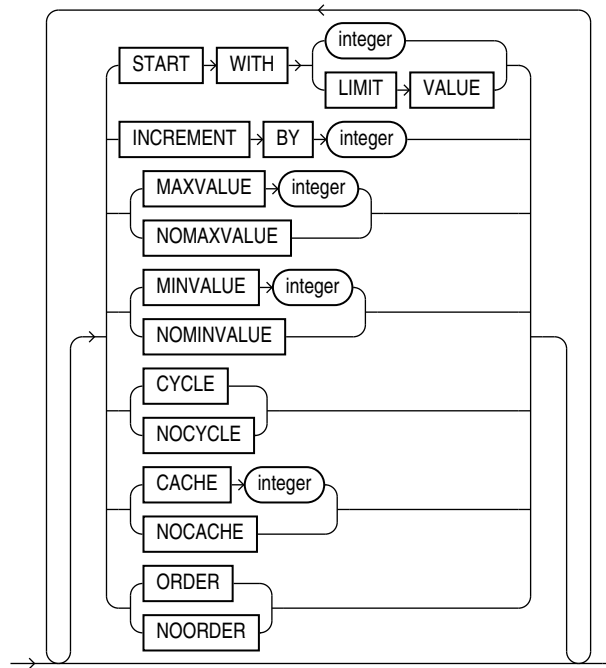 START WITH integer
LIMIT VALUE
INCREMENT BY integer
MAXVALUE integer
NOMAXVALUE
MINVALUE integer
NOMINVALUE
CYCLE
NOCYCLE
CACHE integer
NOCACHE
ORDER
NOORDER